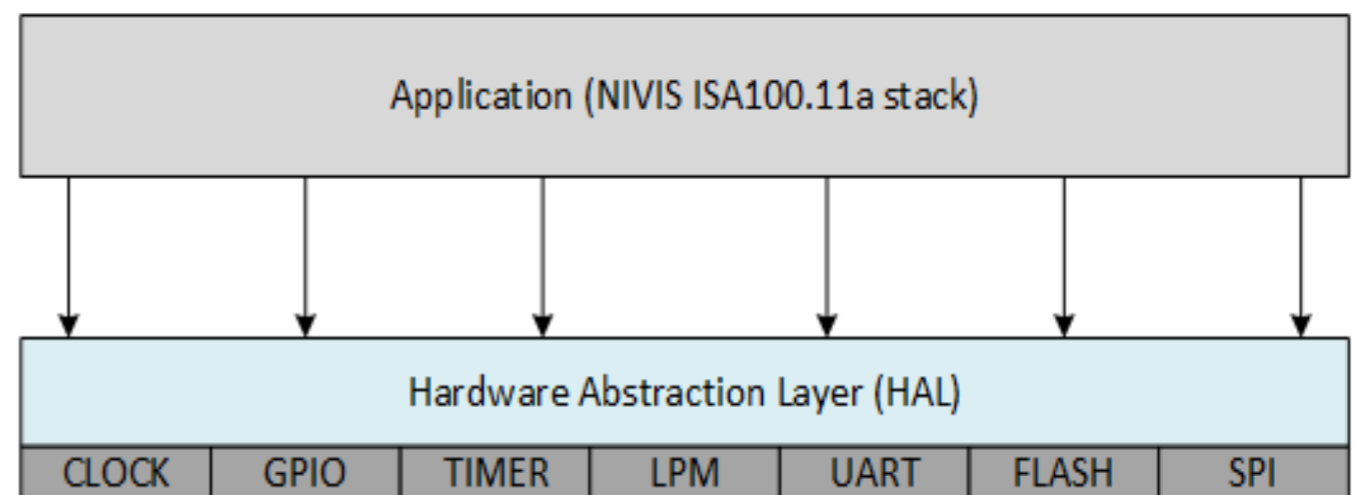 Application (NIVIS ISA100.11a stack)
Hardware Abstraction Layer (HAL)
CLOCK GPIO TIMER LPM UART FLASH SPI